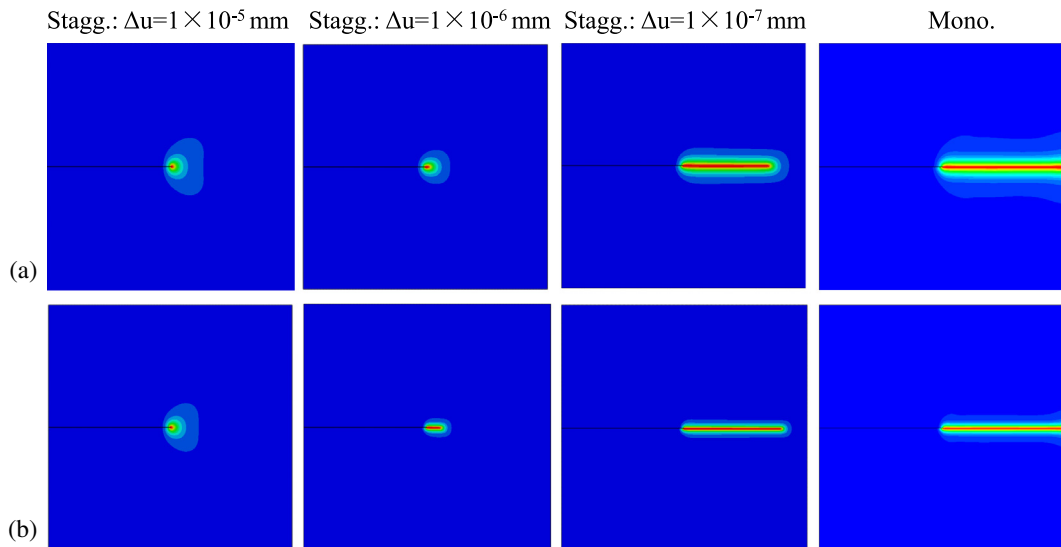 Stagg.: Δu=1×10⁻⁵ mm Stagg.: Δu=1×10⁻⁶ mm Stagg.: Δu=1×10⁻⁷ mm Mono.
(a)
(b)